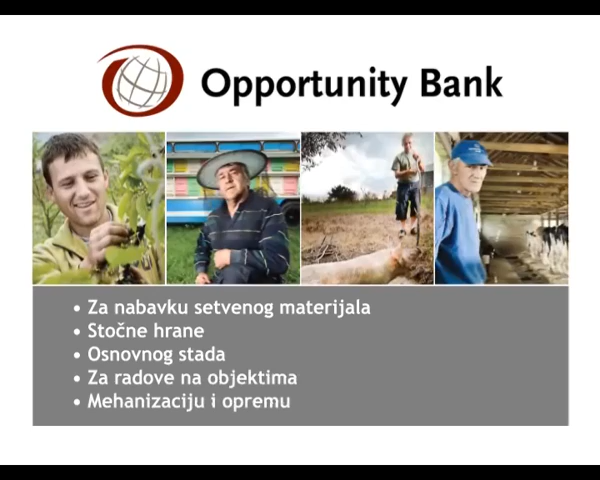 Opportunity Bank
• Za nabavku setvenog materijala
• Stočne hrane
• Osnovnog stada
• Za radove na objektima
• Mehanizaciju i opremu